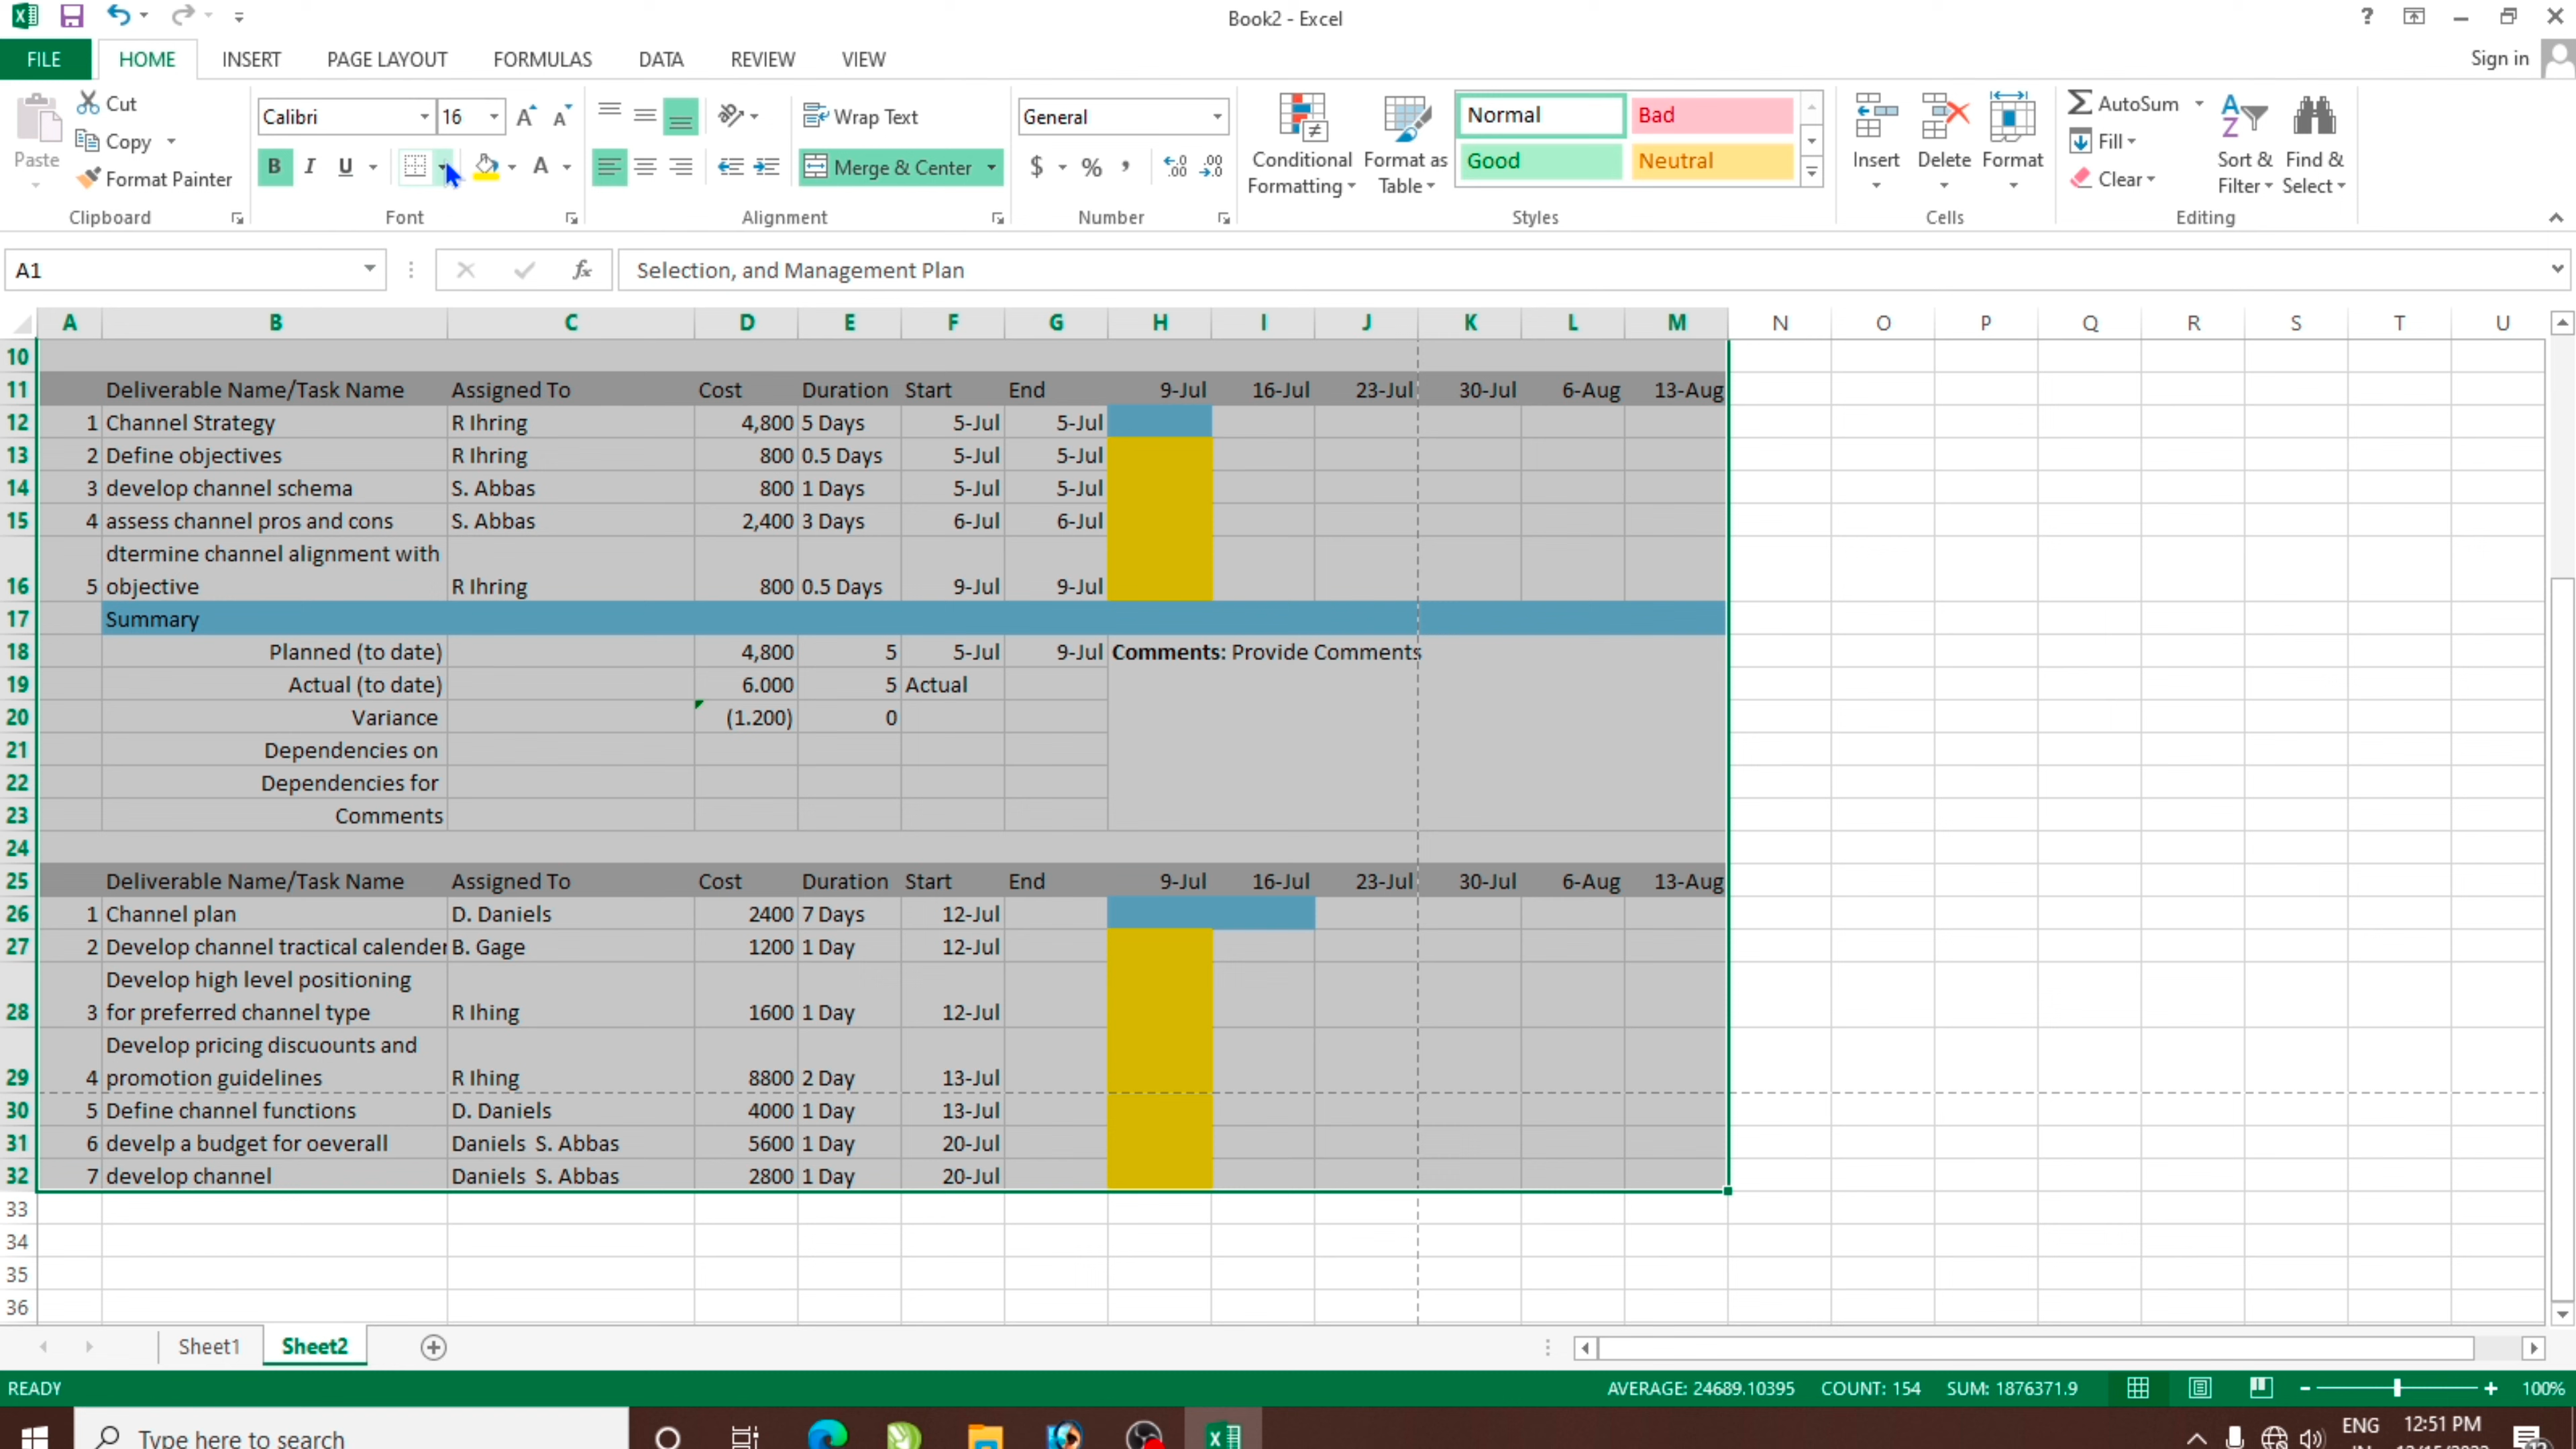 Book2 - Excel
?
FILE HOME INSERT PAGE LAYOUT FORMULAS DATA REVIEW VIEW Sign in
Paste Cut Copy Format Painter Clipboard
Calibri 16 B I U A Font
Wrap Text Merge & Center Alignment
General $ % , Number
Conditional Formatting Format as Table
Normal Bad Good Neutral Styles
Insert Delete Format Cells
AutoSum Fill Clear Sort & Filter Find & Select Editing
A1 fx Selection, and Management Plan
A B C D E F G H I J K L M N O P Q R S T U
10
11 Deliverable Name/Task Name Assigned To Cost Duration Start End 9-Jul 16-Jul 23-Jul 30-Jul 6-Aug 13-Aug
12 1 Channel Strategy R Ihring 4,800 5 Days 5-Jul 5-Jul
13 2 Define objectives R Ihring 800 0.5 Days 5-Jul 5-Jul
14 3 develop channel schema S. Abbas 800 1 Days 5-Jul 5-Jul
15 4 assess channel pros and cons S. Abbas 2,400 3 Days 6-Jul 6-Jul
dtermine channel alignment with
16 5 objective R Ihring 800 0.5 Days 9-Jul 9-Jul
17 Summary
18 Planned (to date) 4,800 5 5-Jul 9-Jul Comments: Provide Comments
19 Actual (to date) 6.000 5 Actual
20 Variance (1.200) 0
21 Dependencies on
22 Dependencies for
23 Comments
24
25 Deliverable Name/Task Name Assigned To Cost Duration Start End 9-Jul 16-Jul 23-Jul 30-Jul 6-Aug 13-Aug
26 1 Channel plan D. Daniels 2400 7 Days 12-Jul
27 2 Develop channel tractical calender B. Gage 1200 1 Day 12-Jul
Develop high level positioning
28 3 for preferred channel type R Ihing 1600 1 Day 12-Jul
Develop pricing discuounts and
29 4 promotion guidelines R Ihing 8800 2 Day 13-Jul
30 5 Define channel functions D. Daniels 4000 1 Day 13-Jul
31 6 develp a budget for oeverall Daniels S. Abbas 5600 1 Day 20-Jul
32 7 develop channel Daniels S. Abbas 2800 1 Day 20-Jul
33
34
35
36
Sheet1 Sheet2
READY AVERAGE: 24689.10395 COUNT: 154 SUM: 1876371.9 100%
Type here to search ENG 12:51 PM